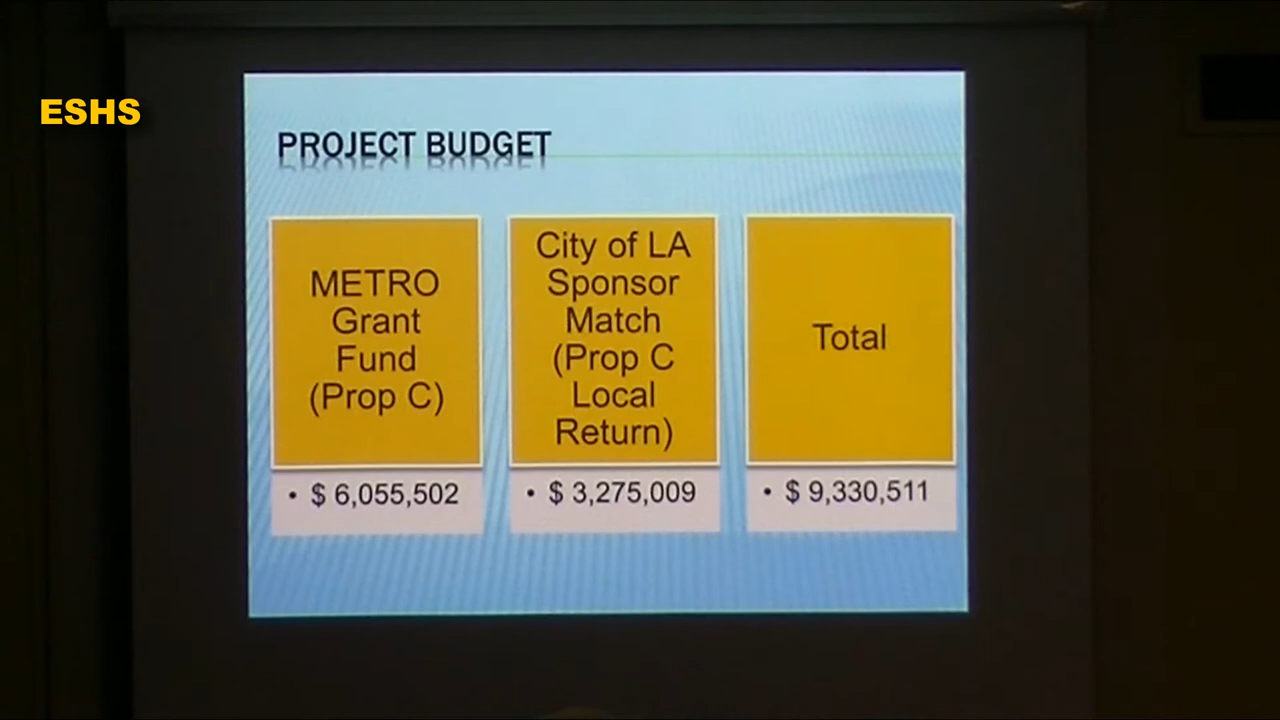 ESHS
PROJECT BUDGET
METRO
Grant
Fund
(Prop C)
• $ 6,055,502
City of LA
Sponsor
Match
(Prop C
Local
Return)
• $ 3,275,009
Total
• $ 9,330,511